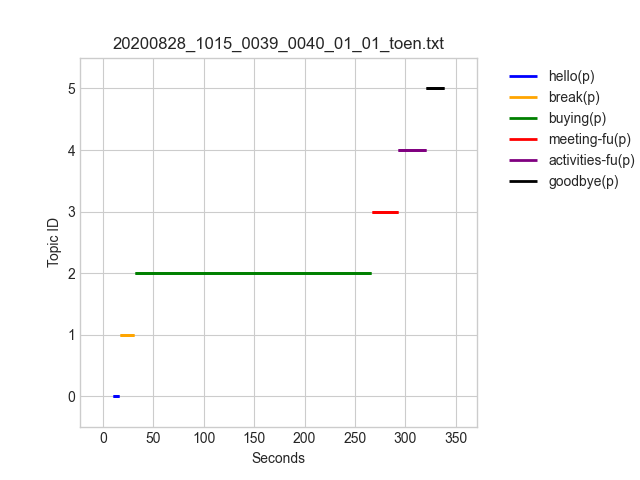 20200828_1015_0039_0040_01_01_toen.txt
hello(p)
break(p)
buying(p)
meeting-fu(p)
activities-fu(p)
goodbye(p)
Topic ID
5
4
3
2
1
0
0 50 100 150 200 250 300 350
Seconds